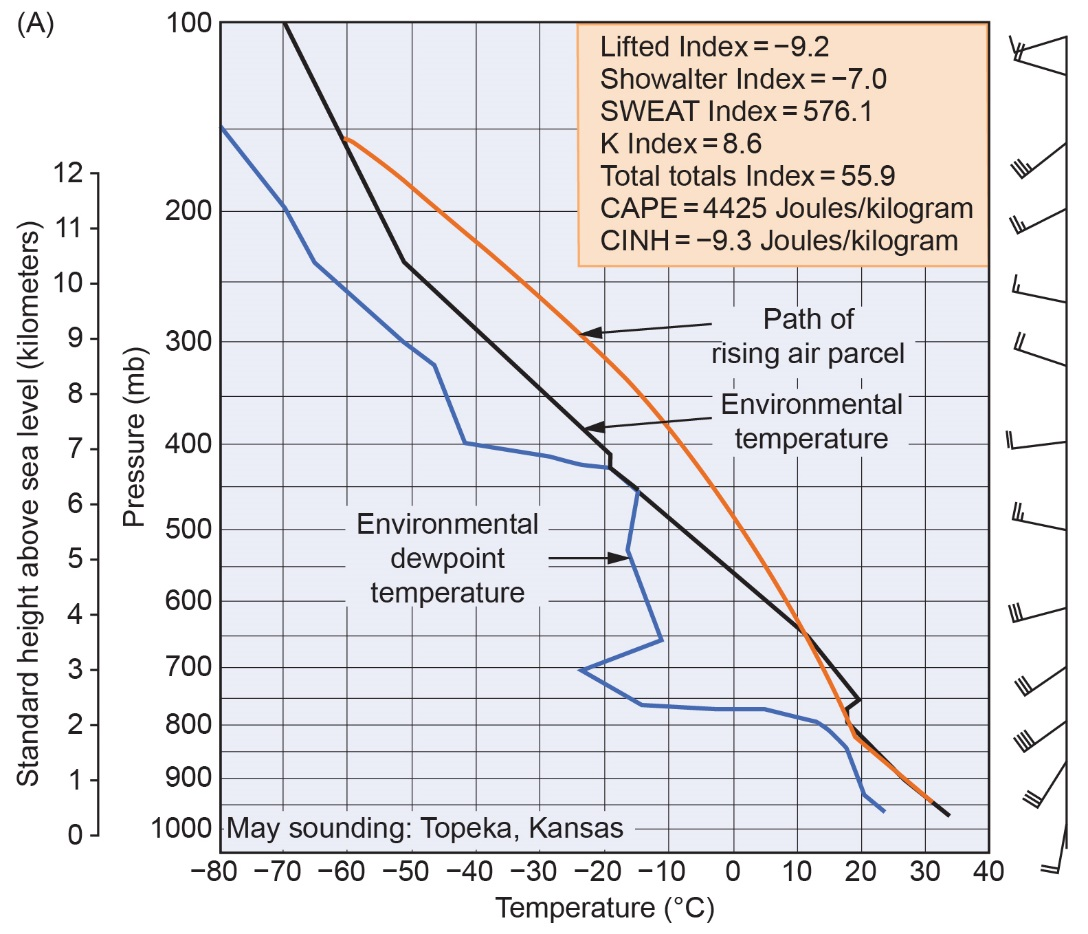 (A)
Lifted Index = −9.2
Showalter Index = −7.0
SWEAT Index = 576.1
K Index = 8.6
Total totals Index = 55.9
CAPE = 4425 Joules/kilogram
CINH = −9.3 Joules/kilogram
Path of
rising air parcel
Environmental
temperature
Environmental
dewpoint
temperature
May sounding: Topeka, Kansas
Standard height above sea level (kilometers)
12
11
10
9
8
7
6
5
4
3
2
1
0
Pressure (mb)
100
200
300
400
500
600
700
800
900
1000
−80 −70 −60 −50 −40 −30 −20 −10 0 10 20 30 40
Temperature (°C)